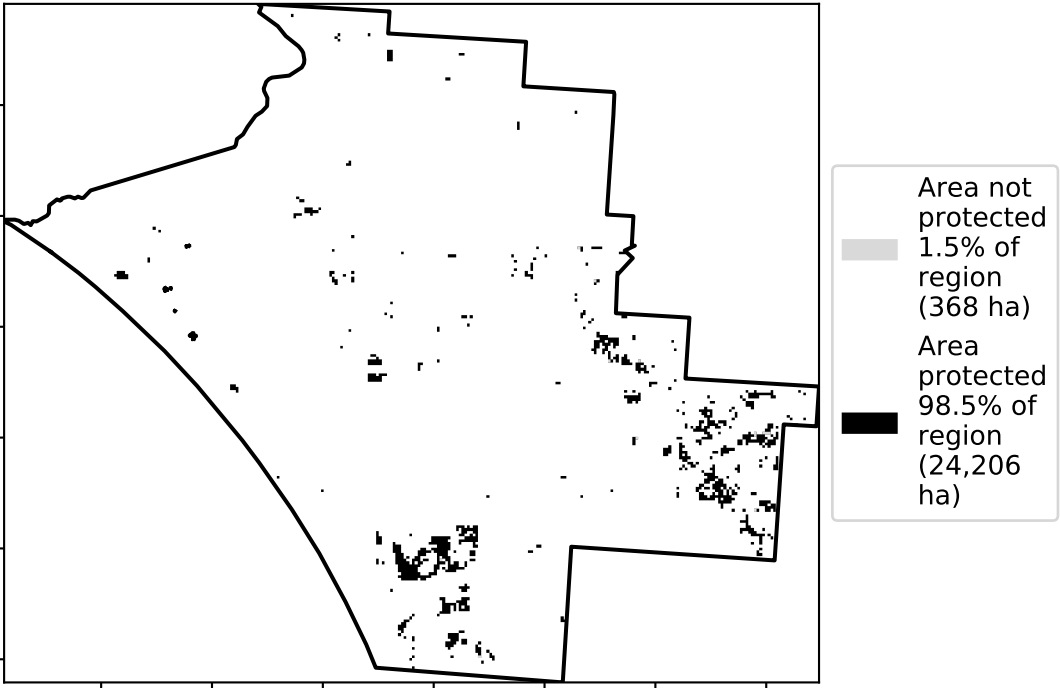 Area not
protected
1.5% of
region
(368 ha)
Area
protected
98.5% of
region
(24,206
ha)